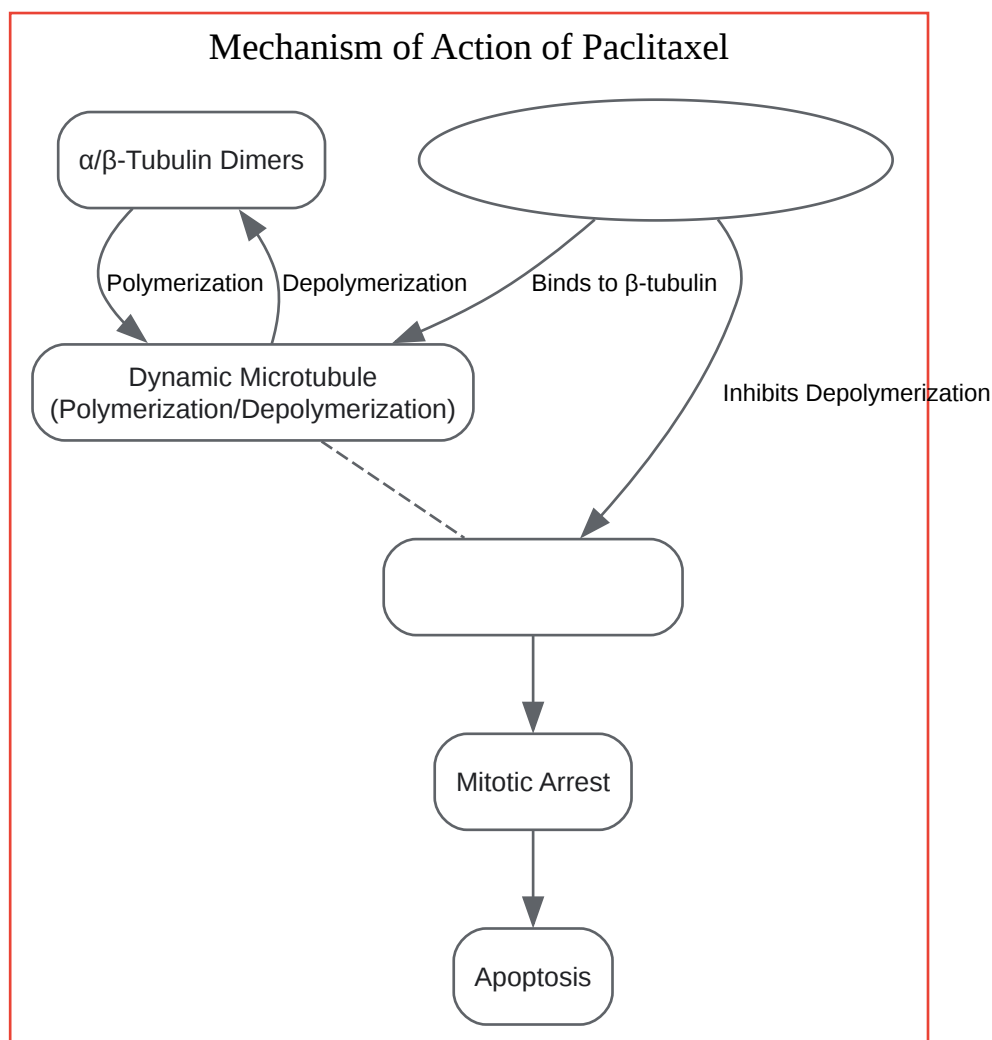 Mechanism of Action of Paclitaxel
α/β-Tubulin Dimers
Polymerization
Depolymerization
Binds to β-tubulin
Dynamic Microtubule
(Polymerization/Depolymerization)
Inhibits Depolymerization
Mitotic Arrest
Apoptosis